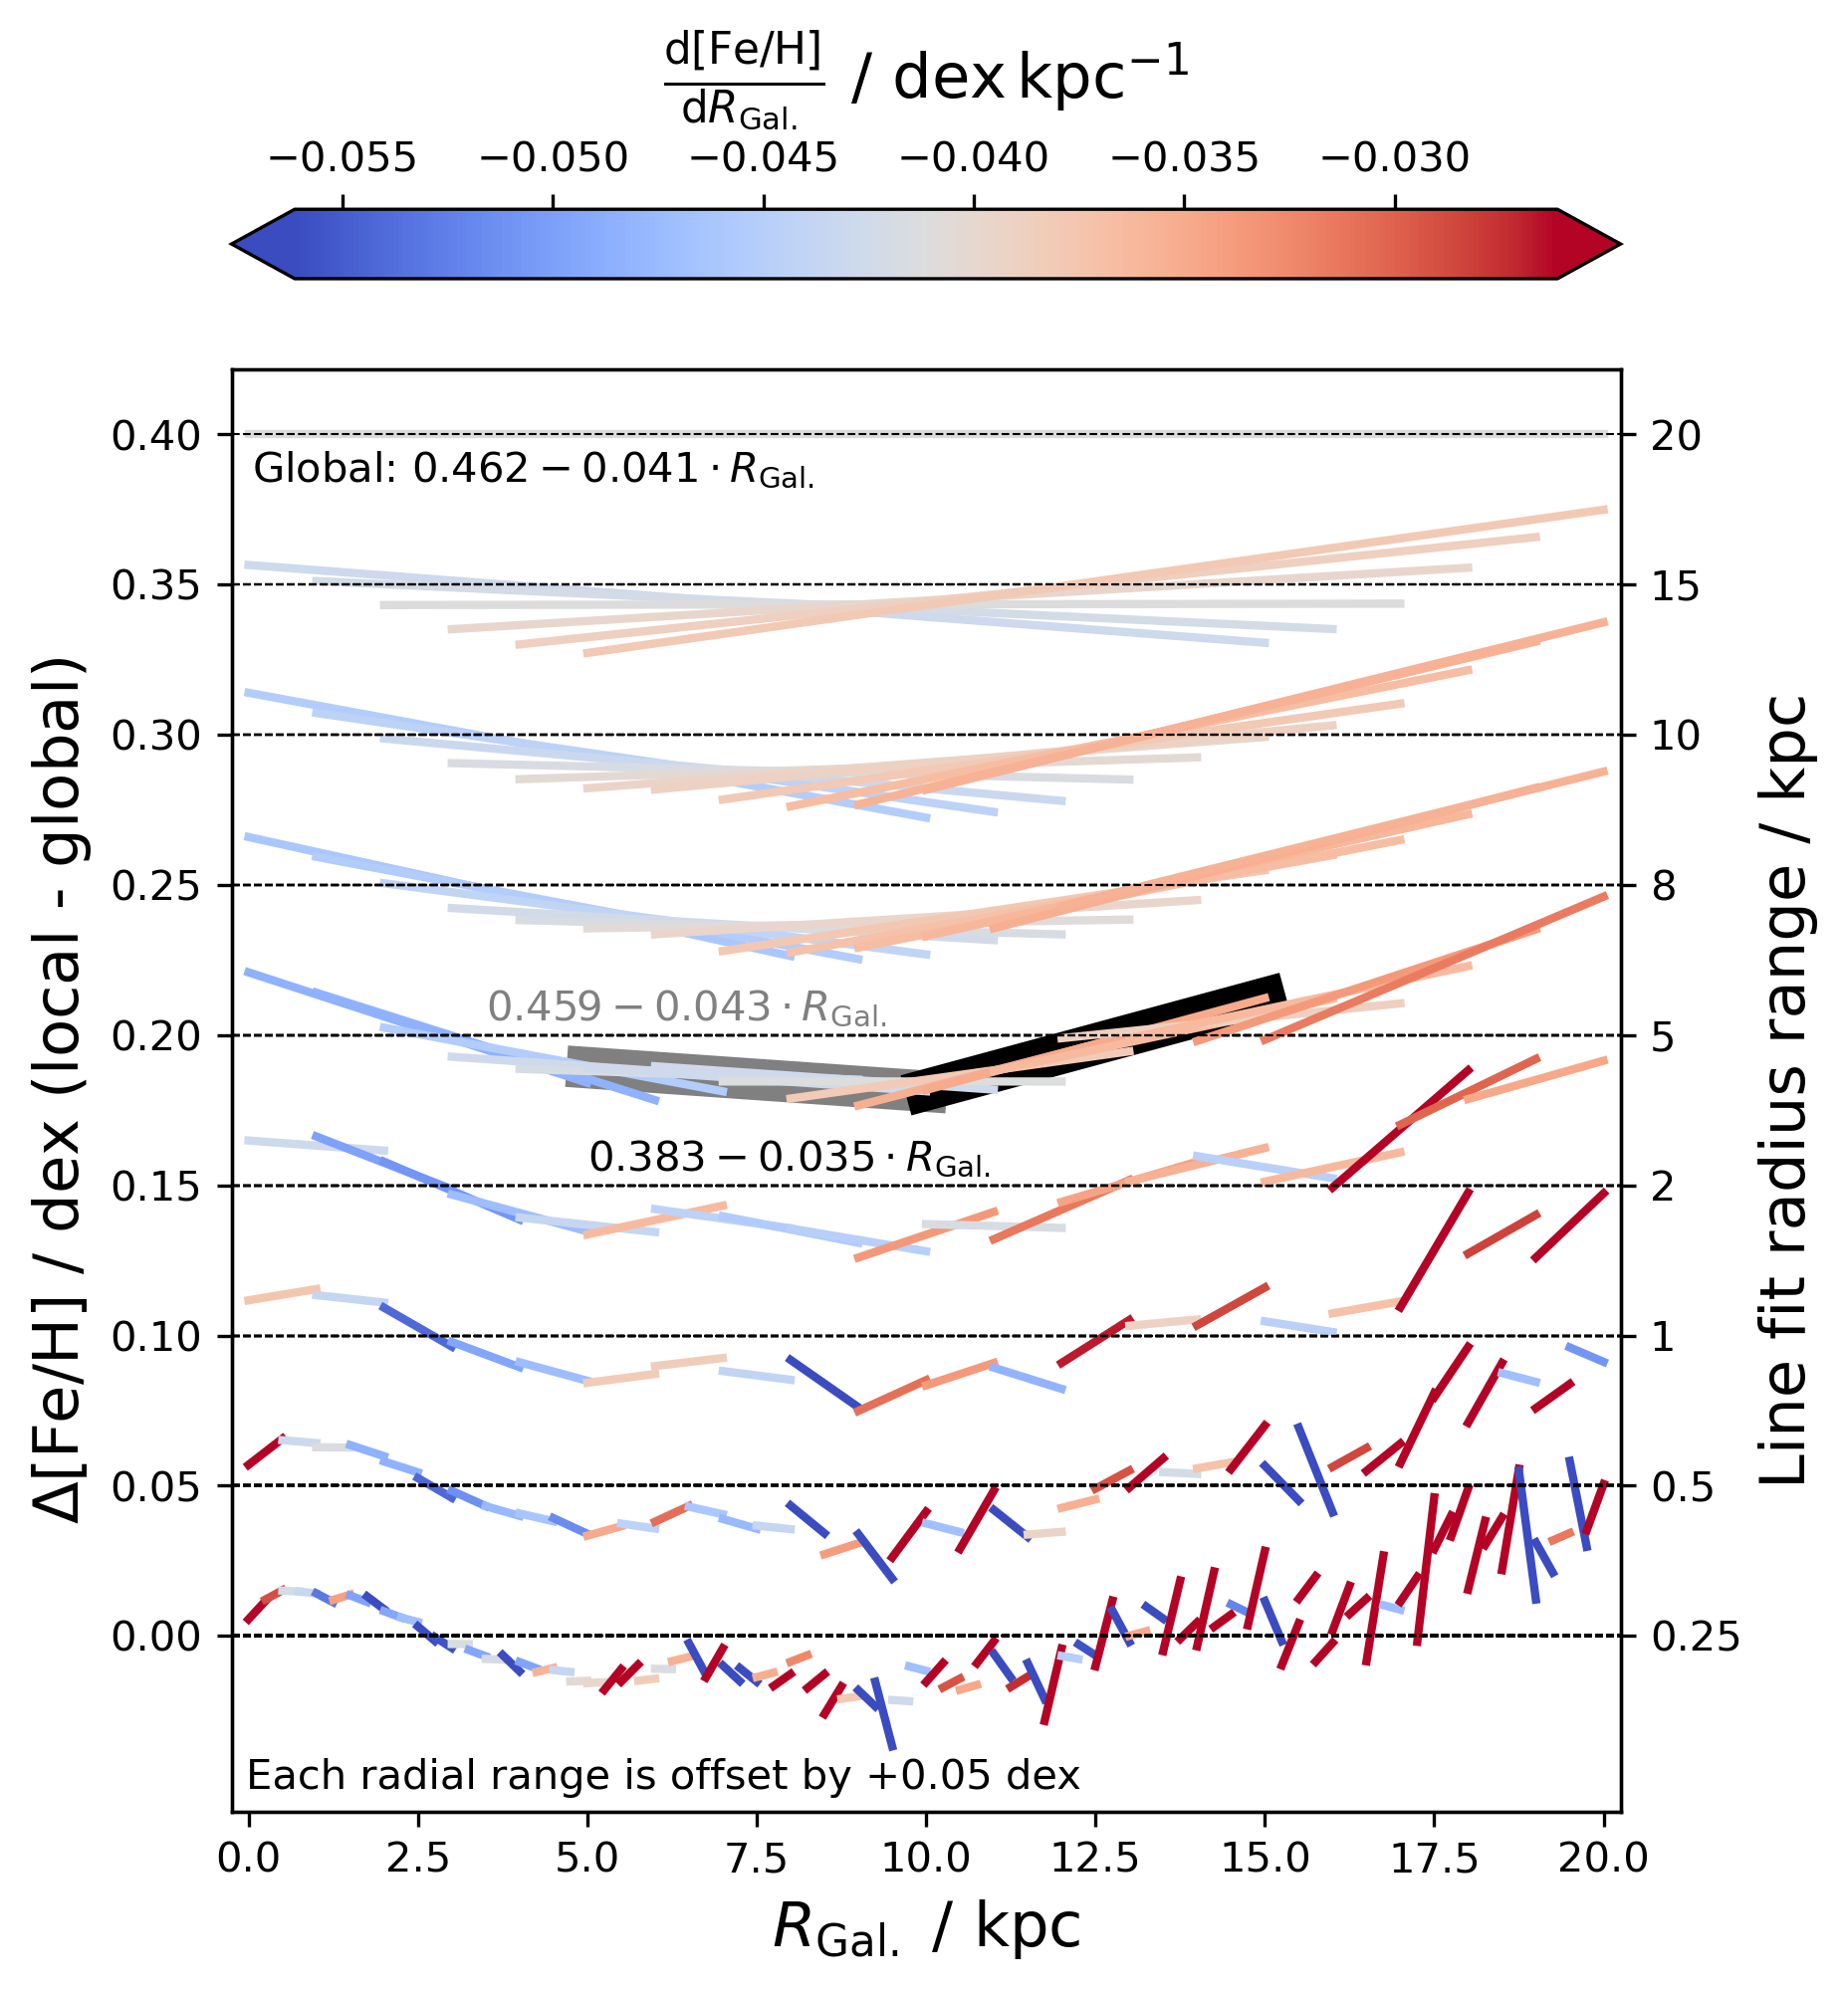 d[Fe/H]
dR_Gal. / dex kpc⁻¹
−0.055 −0.050 −0.045 −0.040 −0.035 −0.030
0.40 20
Global: 0.462 − 0.041 · R_Gal.
0.35 15
0.30 10
0.25 8
0.459 − 0.043 · R_Gal.
0.20 5
0.383 − 0.035 · R_Gal.
0.15 2
0.10 1
0.05 0.5
0.00 0.25
Each radial range is offset by +0.05 dex
0.0 2.5 5.0 7.5 10.0 12.5 15.0 17.5 20.0
R_Gal. / kpc
Δ[Fe/H] / dex (local - global)
Line fit radius range / kpc